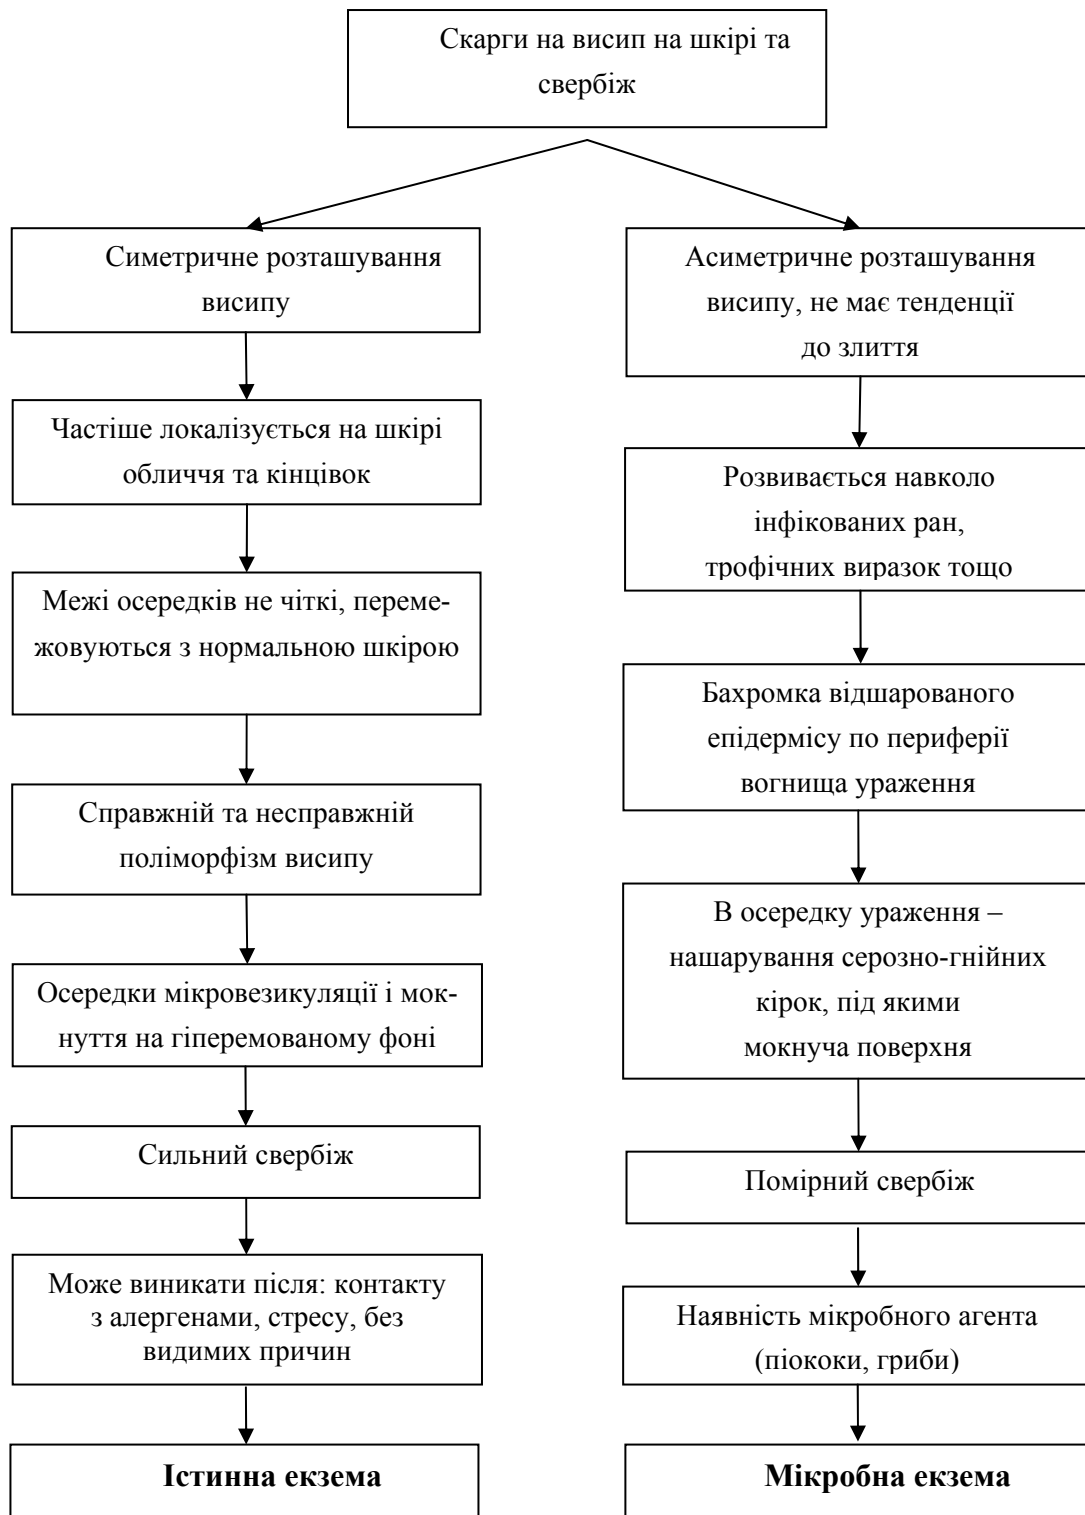 Скарги на висип на шкірі та
свербіж
Симетричне розташування
висипу
Частіше локалізується на шкірі
обличчя та кінцівок
Межі осередків не чіткі, переме-
жовуються з нормальною шкірою
Справжній та несправжній
поліморфізм висипу
Осередки мікровезикуляції і мок-
нуття на гіперемованому фоні
Сильний свербіж
Може виникати після: контакту
з алергенами, стресу, без
видимих причин
Істинна екзема
Асиметричне розташування
висипу, не має тенденції
до злиття
Розвивається навколо
інфікованих ран,
трофічних виразок тощо
Бахромка відшарованого
епідермісу по периферії
вогнища ураження
В осередку ураження –
нашарування серозно-гнійних
кірок, під якими
мокнуча поверхня
Помірний свербіж
Наявність мікробного агента
(піококи, гриби)
Мікробна екзема